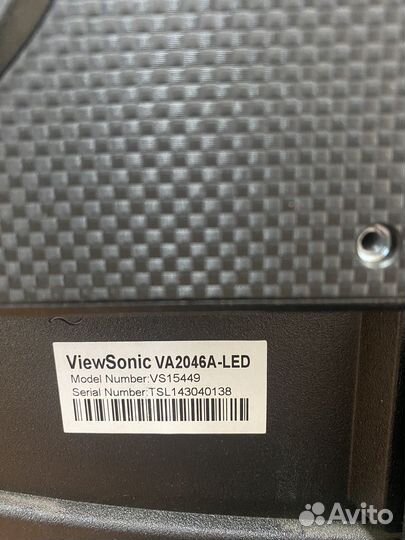 ViewSonic VA2046A-LED
Model Number:VS15449
Serial Number:TSL143040138
Avito